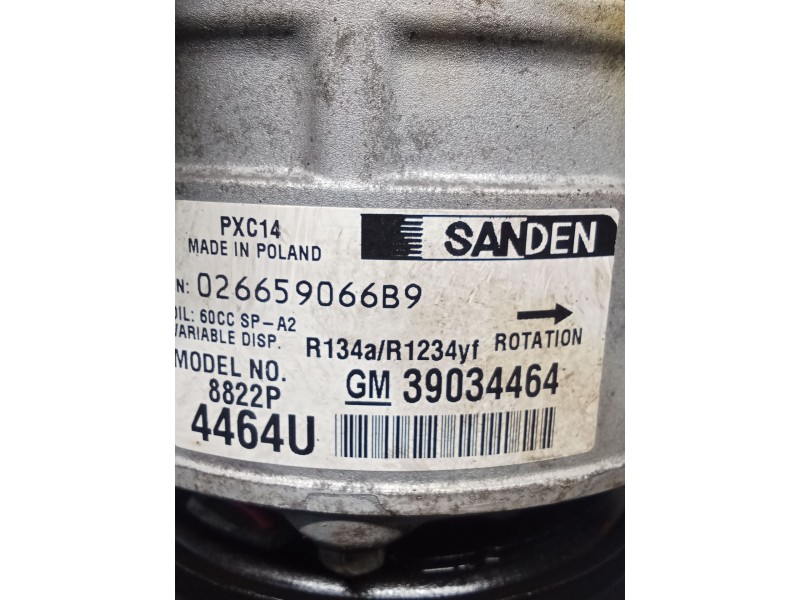 PXC14
MADE IN POLAND
SANDEN
N: 026659066B9
OIL: 60CC SP-A2
VARIABLE DISP.
R134a/R1234yf
ROTATION
MODEL NO.
8822P
GM 39034464
4464U